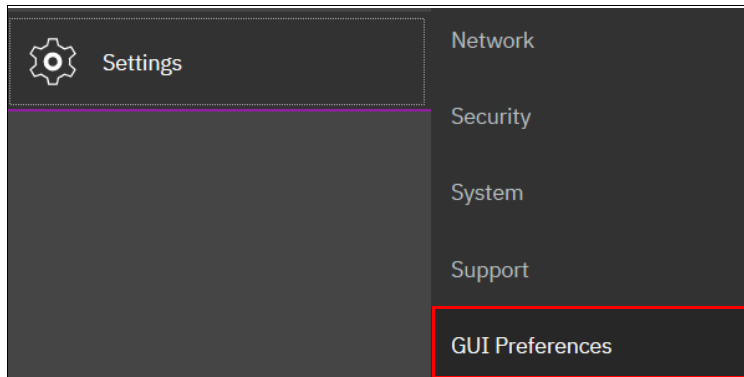 Settings
Network
Security
System
Support
GUI Preferences